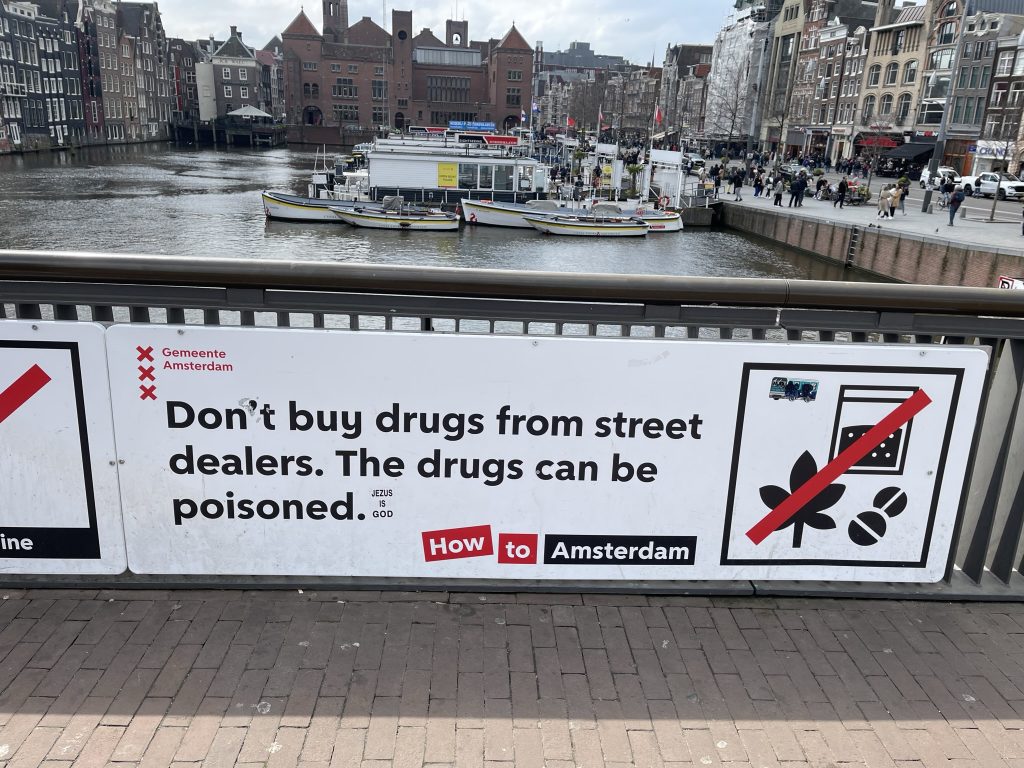 Gemeente
Amsterdam
Don't buy drugs from street
dealers. The drugs can be
poisoned.
JEZUS
IS
GOD
How to Amsterdam
ine